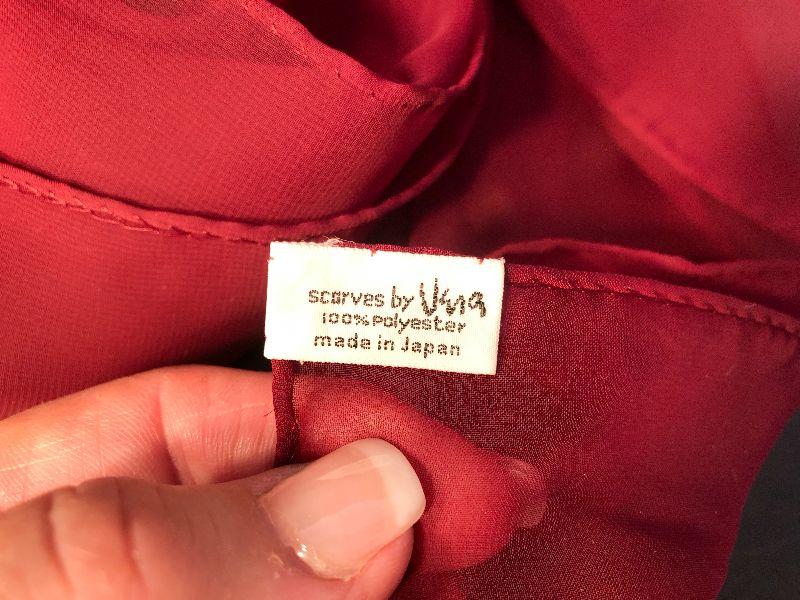 scarves by Vera
100% polyester
made in Japan